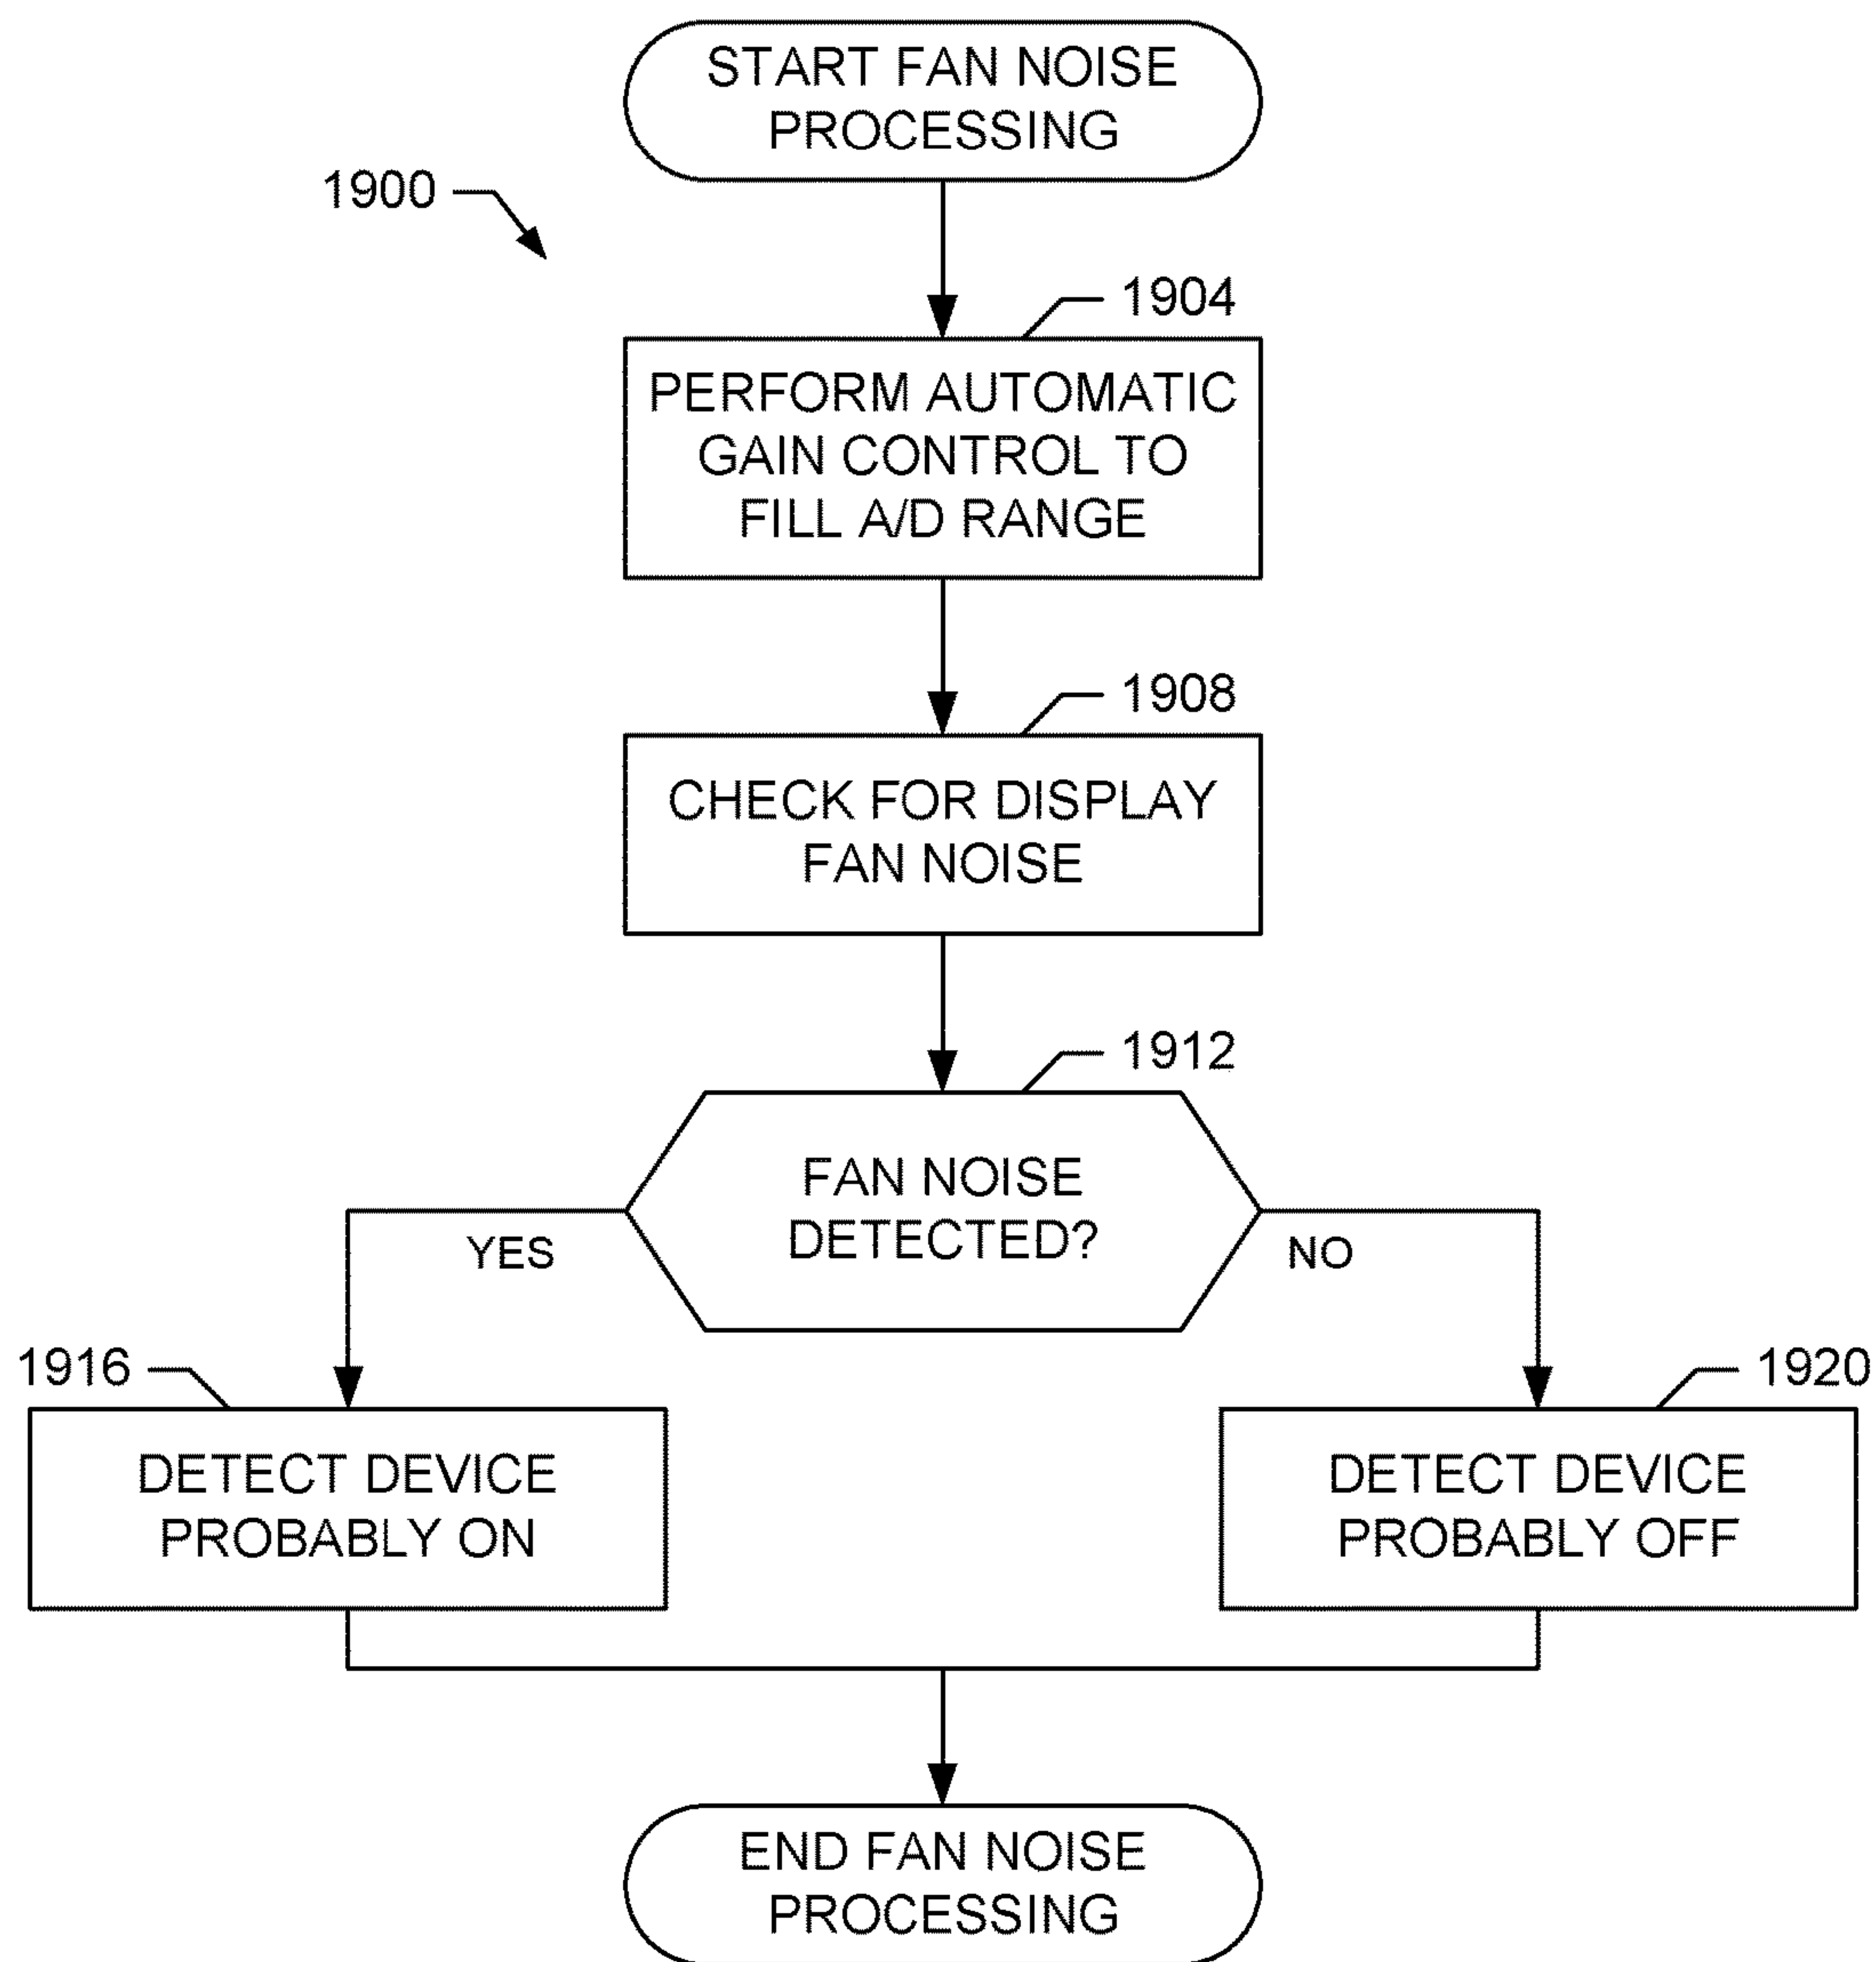 START FAN NOISE
PROCESSING
1900
1904
PERFORM AUTOMATIC
GAIN CONTROL TO
FILL A/D RANGE
1908
CHECK FOR DISPLAY
FAN NOISE
1912
FAN NOISE
DETECTED?
YES
NO
1916
1920
DETECT DEVICE
PROBABLY ON
DETECT DEVICE
PROBABLY OFF
END FAN NOISE
PROCESSING